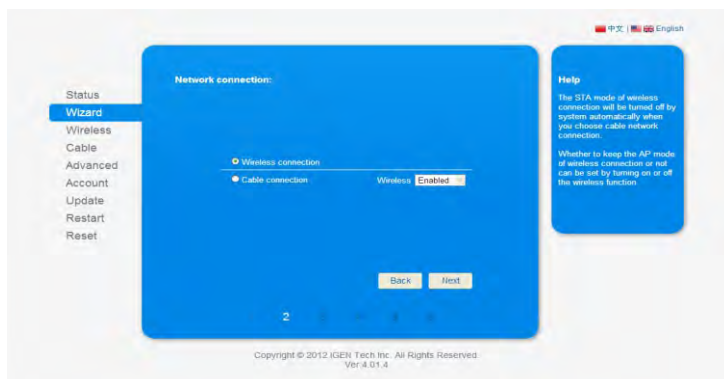 中文 | English
Status
Wizard
Wireless
Cable
Advanced
Account
Update
Restart
Reset
Network connection:
Wireless connection
Cable connection
Wireless Enabled
Back Next
2
Help
The STA mode of wireless
connection will be turned off by
system automatically when
you choose cable network
connection.
Whether to keep the AP mode
of wireless connection or not
can be set by turning on or off
the wireless function.
Copyright © 2012 iGEN Tech Inc. All Rights Reserved
Ver:4.01.4